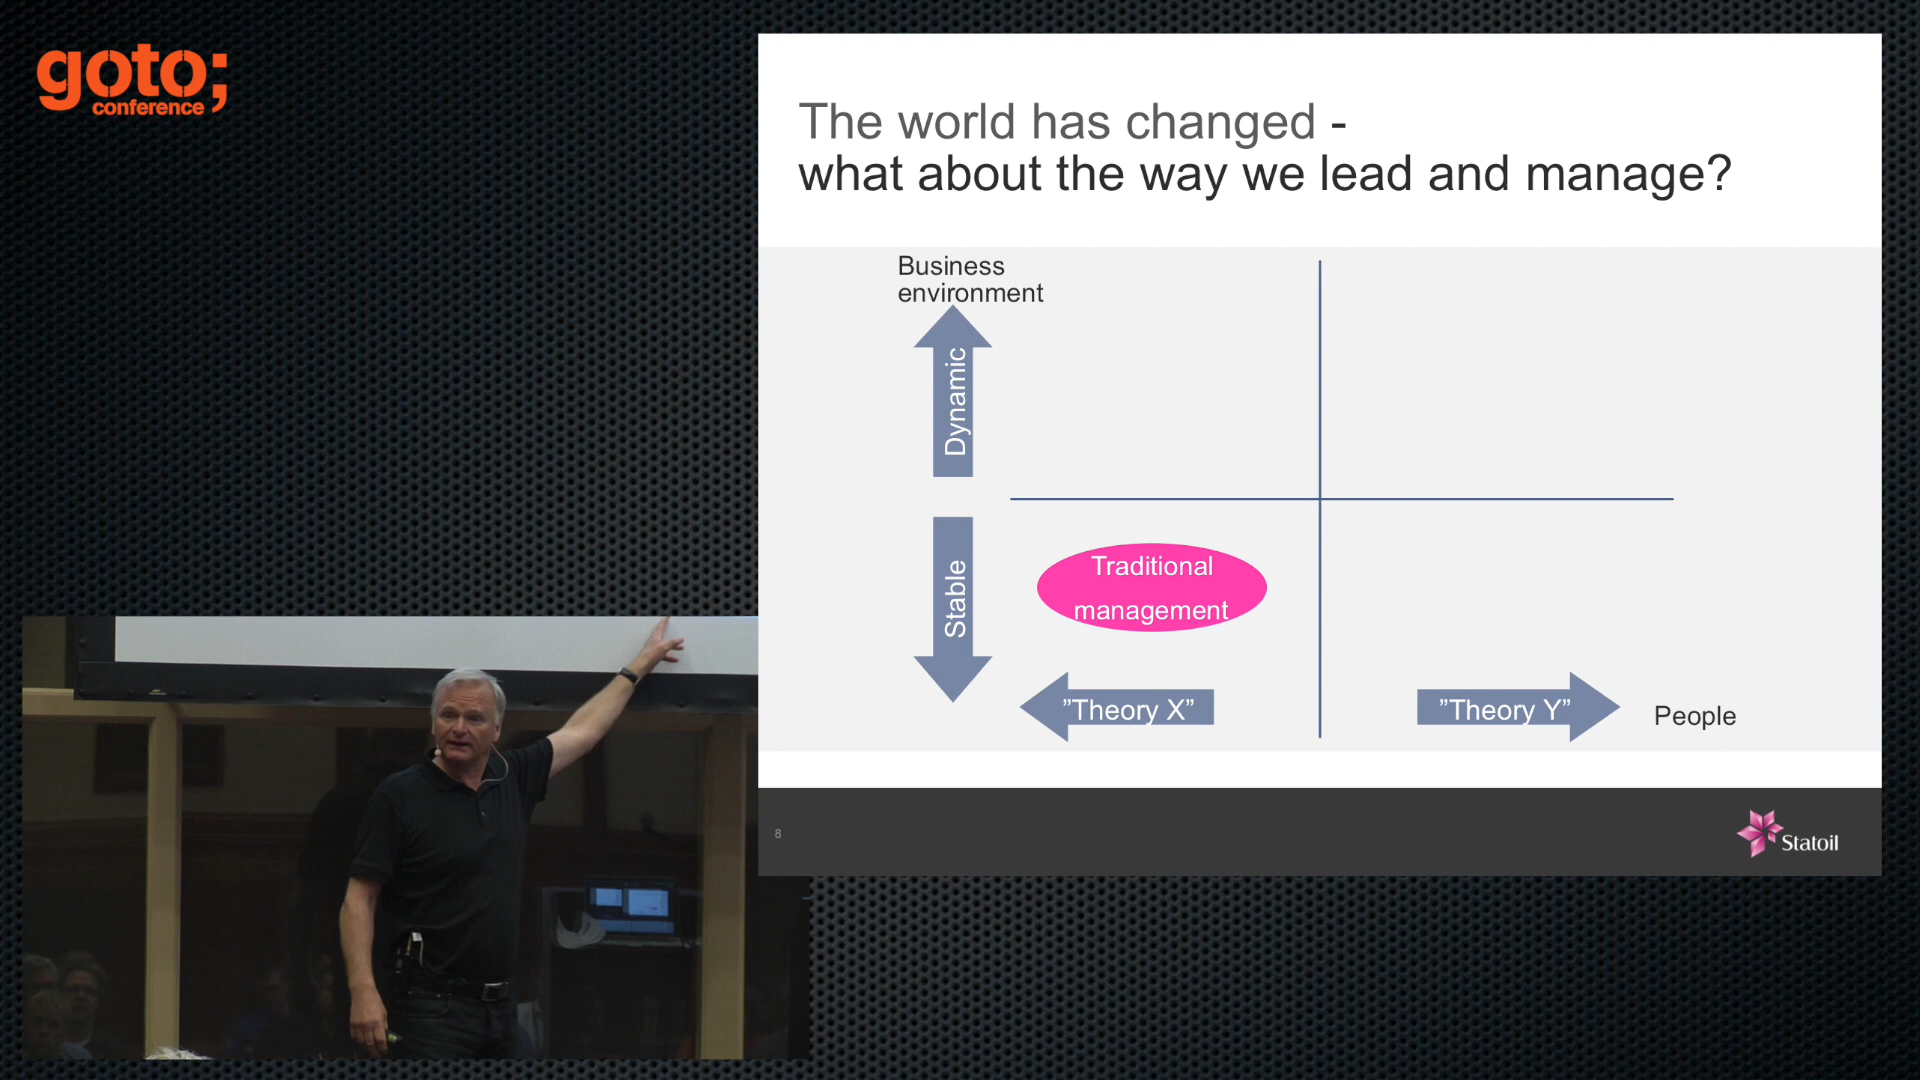 goto;
conference
The world has changed -
what about the way we lead and manage?
Business
environment
Dynamic
Stable
Traditional
management
”Theory X”
”Theory Y”
People
8
Statoil